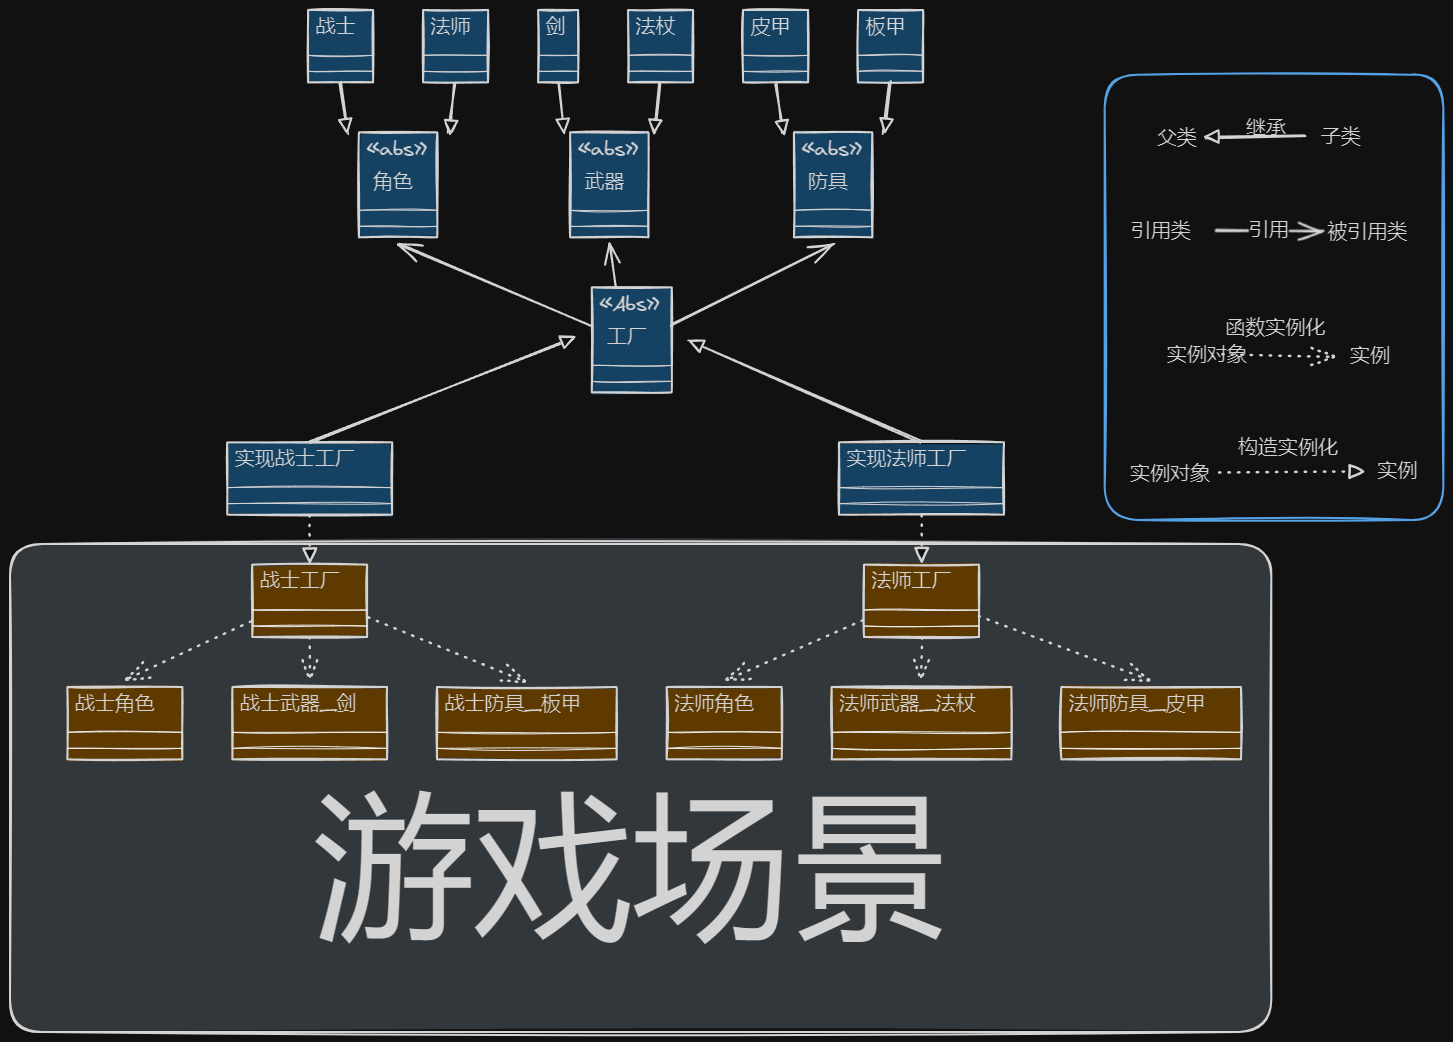 战士
法师
剑
法杖
皮甲
板甲
«abs»
角色
«abs»
武器
«abs»
防具
«Abs»
工厂
实现战士工厂
实现法师工厂
父类
继承
子类
引用类
引用
被引用类
函数实例化
实例对象
实例
构造实例化
实例对象
实例
战士工厂
法师工厂
战士角色
战士武器__剑
战士防具__板甲
法师角色
法师武器__法杖
法师防具__皮甲
游戏场景